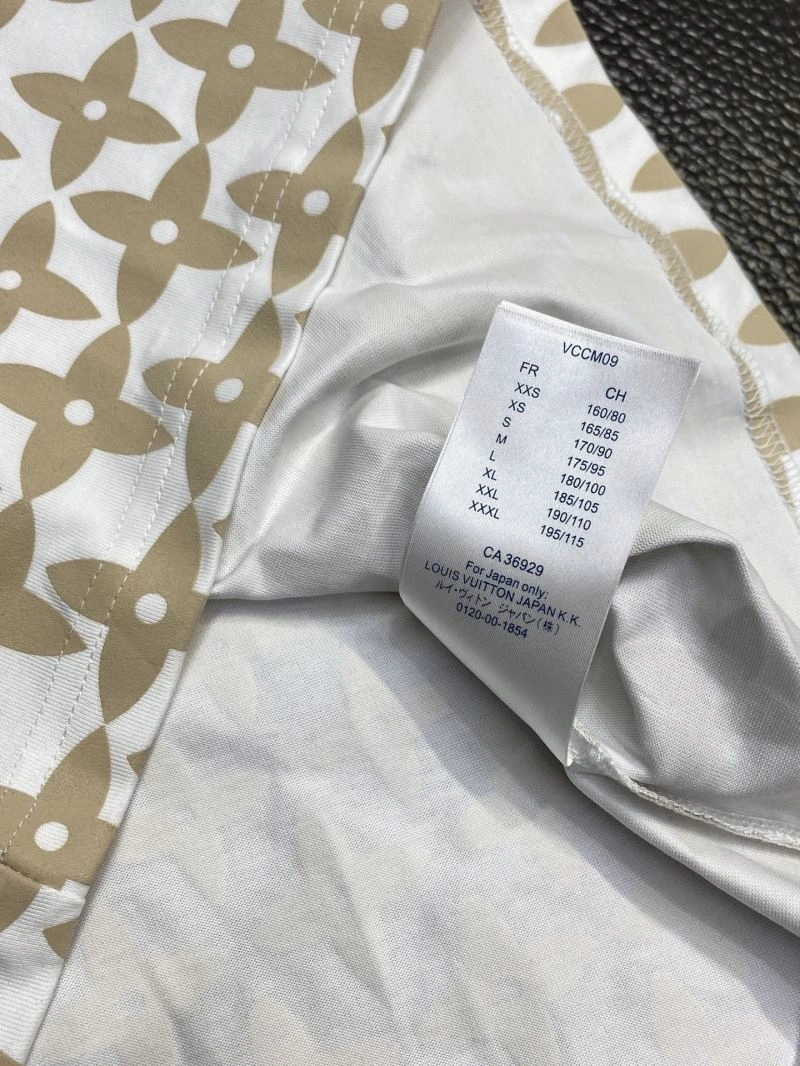 VCCM09
FR CH
XXS 160/80
XS 165/85
S 170/90
M 175/95
L 180/100
XL 185/105
XXL 190/110
XXXL 195/115
CA 36929
For Japan only:
LOUIS VUITTON JAPAN K.K.
ルイ・ヴィトン ジャパン(株)
0120-00-1854